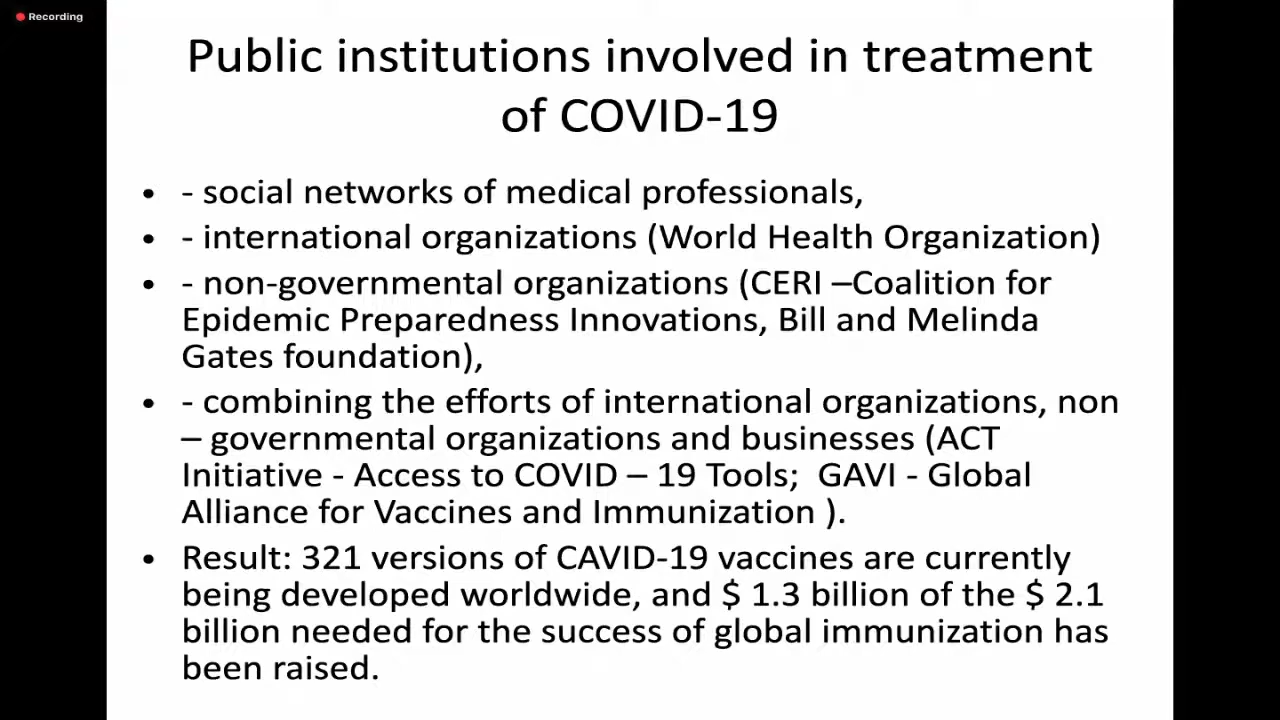 Recording
Public institutions involved in treatment
of COVID-19
• - social networks of medical professionals,
• - international organizations (World Health Organization)
• - non-governmental organizations (CERI –Coalition for
Epidemic Preparedness Innovations, Bill and Melinda
Gates foundation),
• - combining the efforts of international organizations, non
– governmental organizations and businesses (ACT
Initiative - Access to COVID – 19 Tools;  GAVI - Global
Alliance for Vaccines and Immunization ).
• Result: 321 versions of CAVID-19 vaccines are currently
being developed worldwide, and $ 1.3 billion of the $ 2.1
billion needed for the success of global immunization has
been raised.